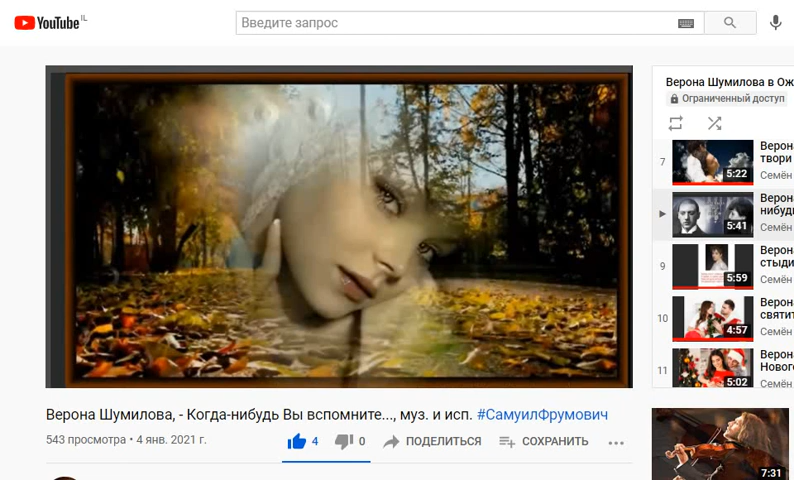 YouTube IL
Введите запрос
Верона Шумилова в Ож
Ограниченный доступ
7
5:22
Верон
твори
Семён
5:41
Верон
нибуд
Семён
9
5:59
Верон
стыди
Семён
10
4:57
Верон
святит
Семён
11
5:02
Верон
Нового
Семён
Верона Шумилова, - Когда-нибудь Вы вспомните..., муз. и исп. #СамуилФрумович
543 просмотра • 4 янв. 2021 г.
4
0
ПОДЕЛИТЬСЯ
СОХРАНИТЬ
7:31